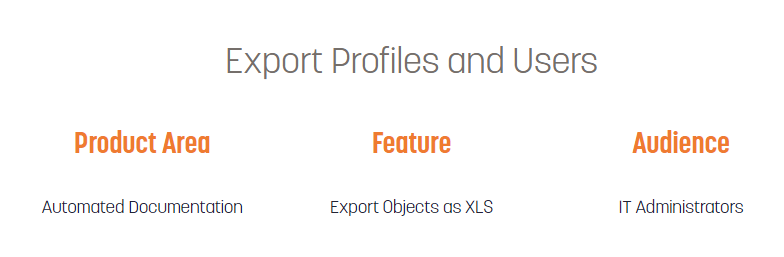 Export Profiles and Users
Product Area
Feature
Audience
Automated Documentation
Export Objects as XLS
IT Administrators